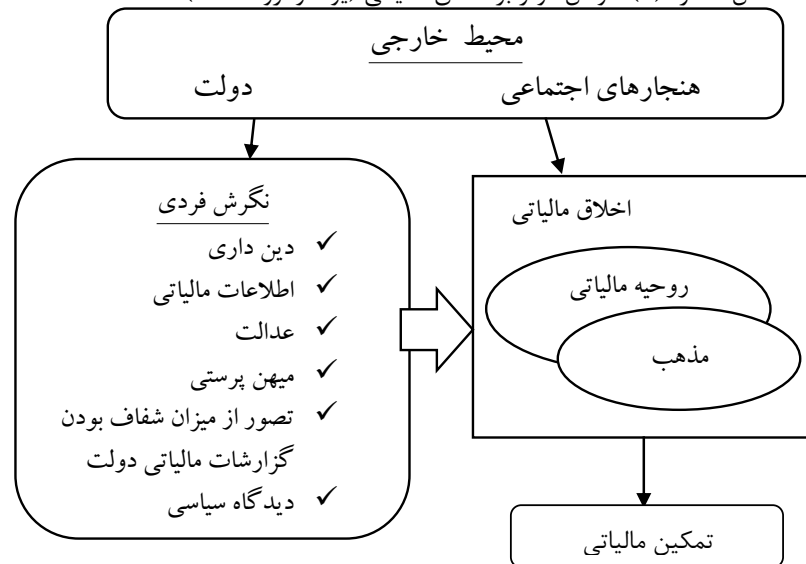 محیط خارجی
هنجارهای اجتماعی
دولت
نگرش فردی
✓ دین داری
✓ اطلاعات مالیاتی
✓ عدالت
✓ میهن پرستی
✓ تصور از میزان شفاف بودن
گزارشات مالیاتی دولت
✓ دیدگاه سیاسی
اخلاق مالیاتی
روحیه مالیاتی
مذهب
تمکین مالیاتی